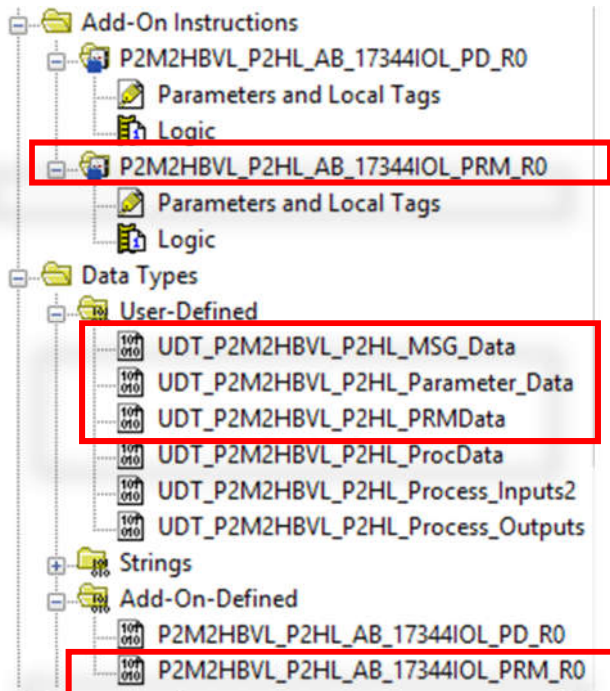 Add-On Instructions
P2M2HBVL_P2HL_AB_17344IOL_PD_R0
Parameters and Local Tags
Logic
P2M2HBVL_P2HL_AB_17344IOL_PRM_R0
Parameters and Local Tags
Logic
Data Types
User-Defined
UDT_P2M2HBVL_P2HL_MSG_Data
UDT_P2M2HBVL_P2HL_Parameter_Data
UDT_P2M2HBVL_P2HL_PRMData
UDT_P2M2HBVL_P2HL_ProcData
UDT_P2M2HBVL_P2HL_Process_Inputs2
UDT_P2M2HBVL_P2HL_Process_Outputs
Strings
Add-On-Defined
P2M2HBVL_P2HL_AB_17344IOL_PD_R0
P2M2HBVL_P2HL_AB_17344IOL_PRM_R0